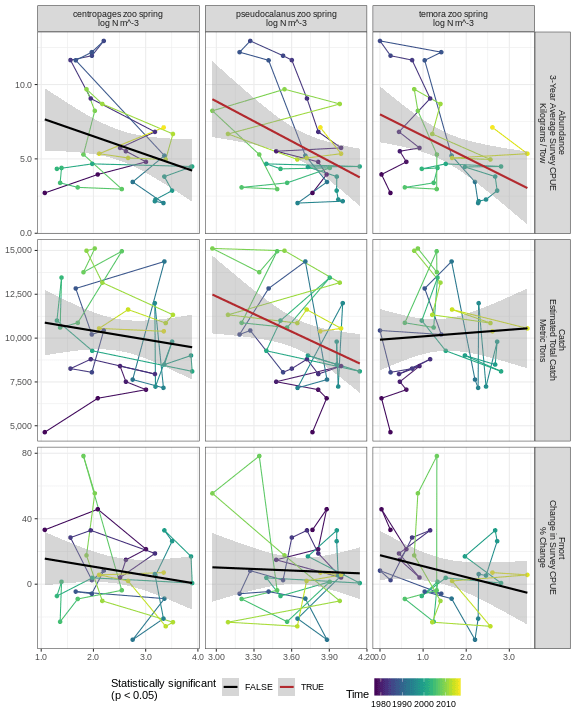 centropages zoo spring
log N m^-3
pseudocalanus zoo spring
log N m^-3
temora zoo spring
log N m^-3
10.0
5.0
0.0
Abundance
3-Year Average Survey CPUE
Kilograms / Tow
15,000
12,500
10,000
7,500
5,000
Catch
Estimated Total Catch
Metric Tons
80
40
0
Fmort
Change in Survey CPUE
% Change
1.0 2.0 3.0 4.0
3.00 3.60 3.90 4.20
0.0 1.0 2.0 3.0
Statistically significant
(p < 0.05)
FALSE
TRUE
Time
1980 1990 2000 2010